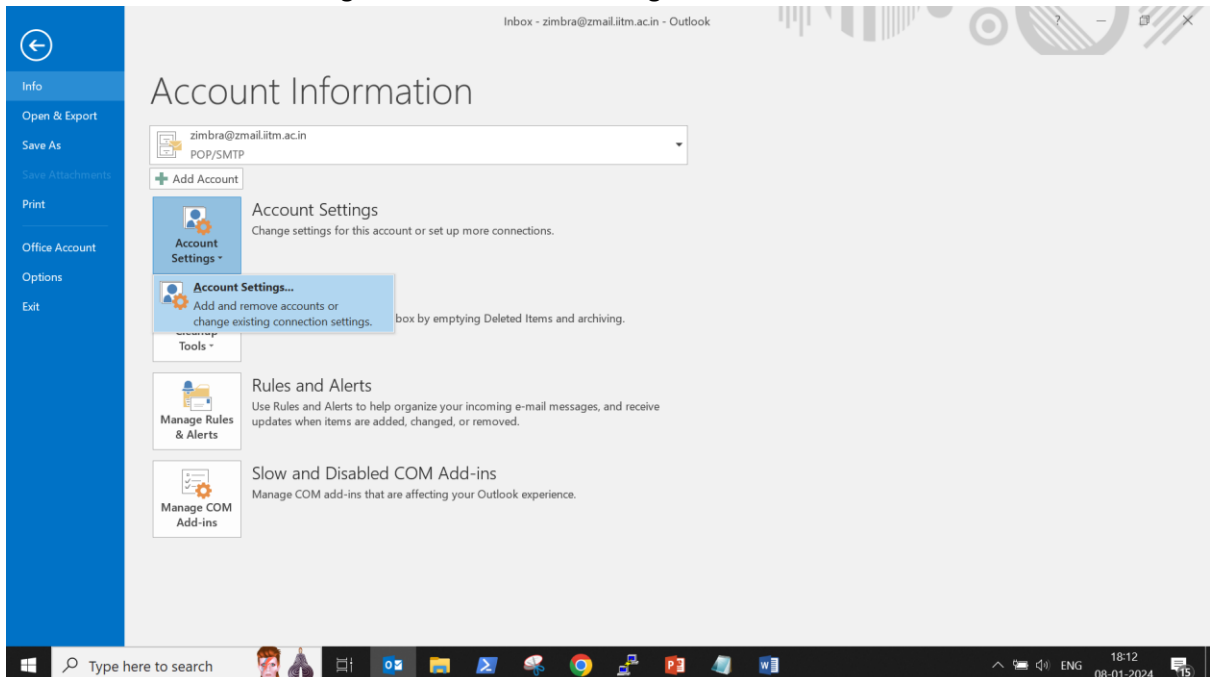 Inbox - zimbra@zmail.iitm.ac.in - Outlook
?
Info
Open & Export
Save As
Save Attachments
Print
Office Account
Options
Exit
Account Information
zimbra@zmail.iitm.ac.in
POP/SMTP
Add Account
Account
Settings
Account Settings
Change settings for this account or set up more connections.
Account Settings...
Add and remove accounts or
change existing connection settings.
box by emptying Deleted Items and archiving.
Cleanup
Tools
Manage Rules
& Alerts
Rules and Alerts
Use Rules and Alerts to help organize your incoming e-mail messages, and receive
updates when items are added, changed, or removed.
Manage COM
Add-ins
Slow and Disabled COM Add-ins
Manage COM add-ins that are affecting your Outlook experience.
Type here to search
ENG
18:12
08-01-2024
15